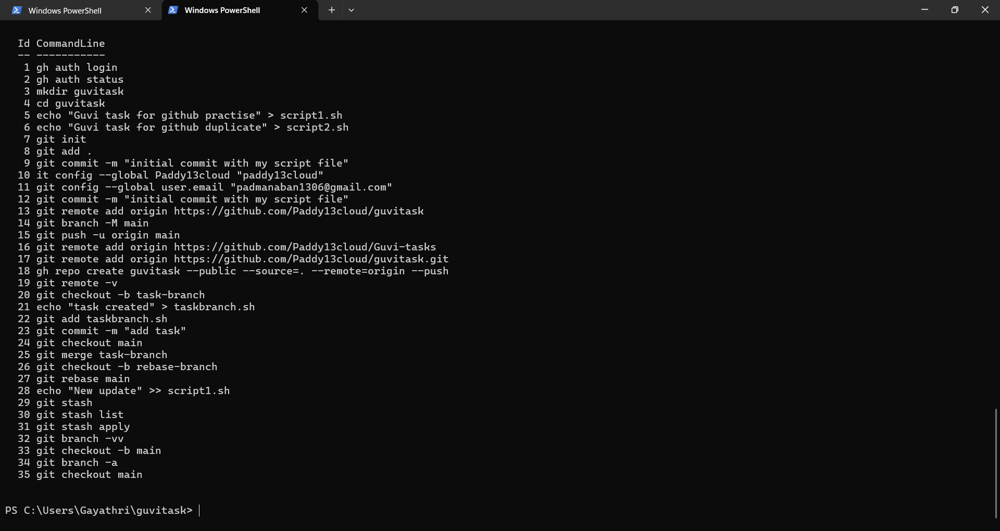 Windows PowerShell
Windows PowerShell
Id CommandLine
-- -----------
1 gh auth login
2 gh auth status
3 mkdir guvitask
4 cd guvitask
5 echo "Guvi task for github practise" > script1.sh
6 echo "Guvi task for github duplicate" > script2.sh
7 git init
8 git add .
9 git commit -m "initial commit with my script file"
10 it config --global Paddy13cloud "paddy13cloud"
11 git config --global user.email "padmanaban1306@gmail.com"
12 git commit -m "initial commit with my script file"
13 git remote add origin https://github.com/Paddy13cloud/guvitask
14 git branch -M main
15 git push -u origin main
16 git remote add origin https://github.com/Paddy13cloud/Guvi-tasks
17 git remote add origin https://github.com/Paddy13cloud/guvitask.git
18 gh repo create guvitask --public --source=. --remote=origin --push
19 git remote -v
20 git checkout -b task-branch
21 echo "task created" > taskbranch.sh
22 git add taskbranch.sh
23 git commit -m "add task"
24 git checkout main
25 git merge task-branch
26 git checkout -b rebase-branch
27 git rebase main
28 echo "New update" >> script1.sh
29 git stash
30 git stash list
31 git stash apply
32 git branch -vv
33 git checkout -b main
34 git branch -a
35 git checkout main
PS C:\Users\Gayathri\guvitask>